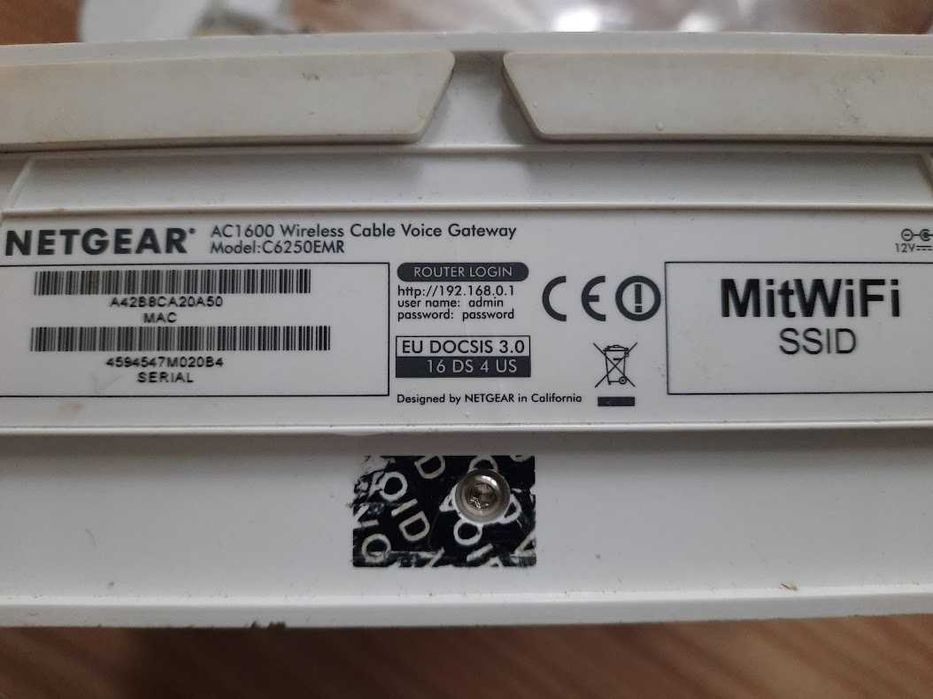 NETGEAR®
AC1600 Wireless Cable Voice Gateway
Model:C6250EMR
A42B8CA20A50
MAC
4594547M020B4
SERIAL
ROUTER LOGIN
http://192.168.0.1
user name: admin
password: password
EU DOCSIS 3.0
16 DS 4 US
Designed by NETGEAR in California
CE
12V
MitWiFi
SSID
VOID